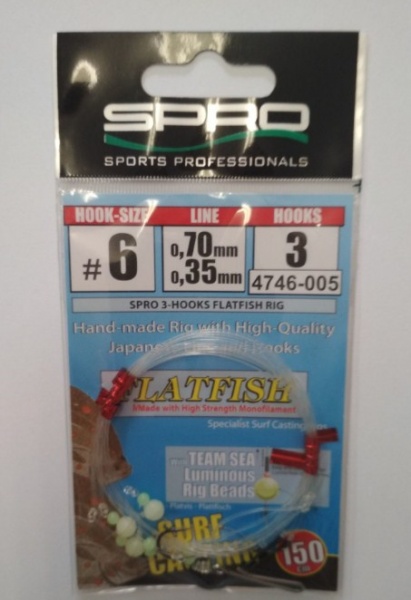 SPRO
SPORTS PROFESSIONALS
HOOK-SIZE LINE HOOKS
#6 0,70mm 3
0,35mm 4746-005
SPRO 3-HOOKS FLATFISH RIG
Hand-made Rig with High-Quality
Hooks
FLATFISH
Made with High Strength Monofilament
Specialist Surf Casting
TEAM SEA
Luminous
Rig Beads
SURF
150